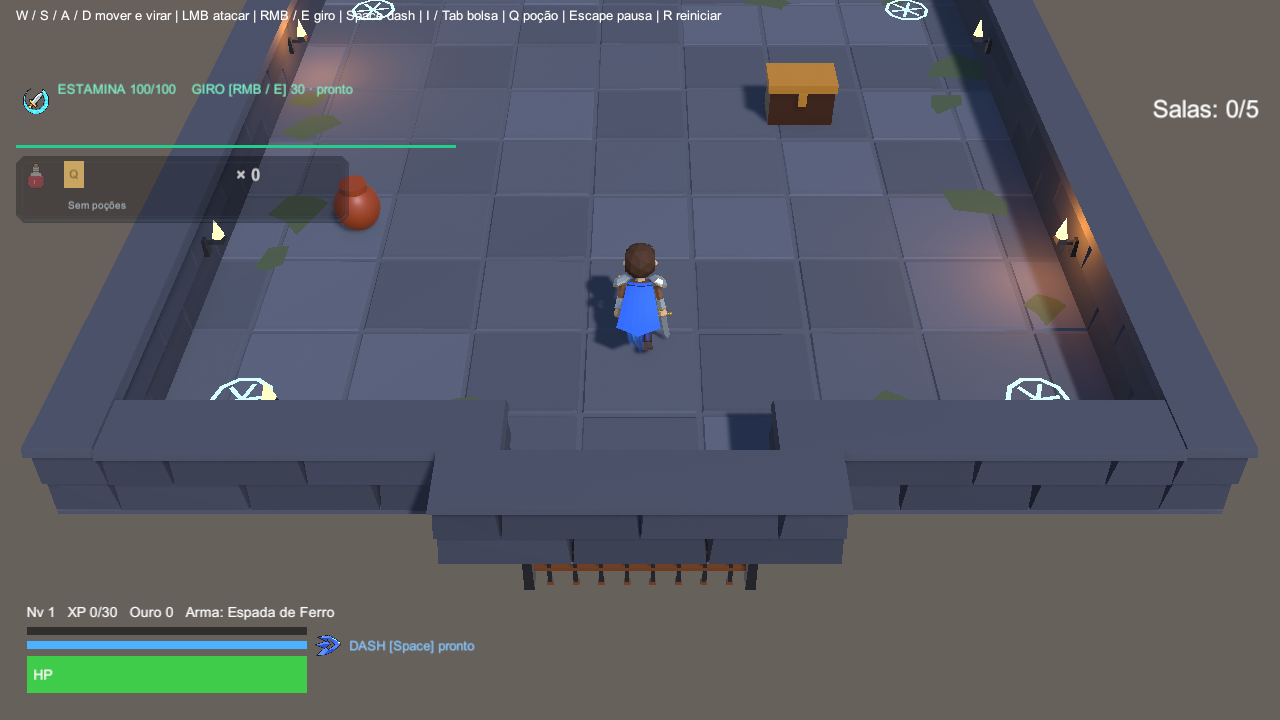 W / S / A / D mover e virar | LMB atacar | RMB / E giro | Space dash | I / Tab bolsa | Q poção | Escape pausa | R reiniciar
ESTAMINA 100/100 GIRO [RMB / E] 30 · pronto
Salas: 0/5
Q × 0
Sem poções
Nv 1 XP 0/30 Ouro 0 Arma: Espada de Ferro
DASH [Space] pronto
HP